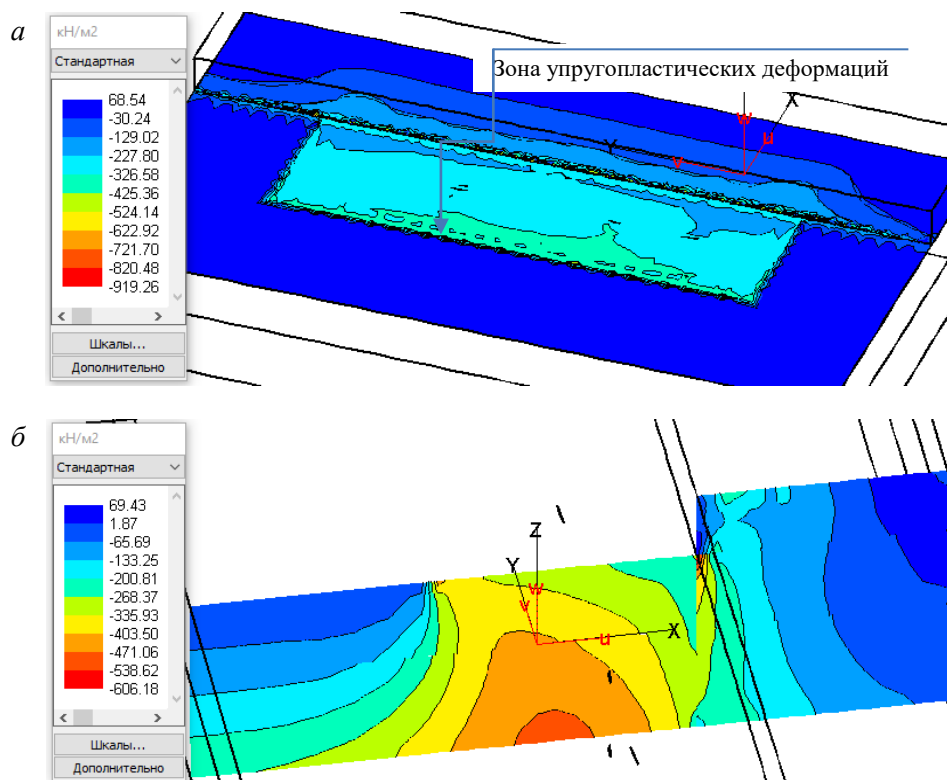 а
кН/м2
Стандартная
68.54
-30.24
-129.02
-227.80
-326.58
-425.36
-524.14
-622.92
-721.70
-820.48
-919.26
Шкалы...
Дополнительно
Зона упругопластических деформаций
X
w
u
Y
v
б
кН/м2
Стандартная
69.43
1.87
-65.69
-133.25
-200.81
-268.37
-335.93
-403.50
-471.06
-538.62
-606.18
Шкалы...
Дополнительно
Z
Y
w
v
u
X